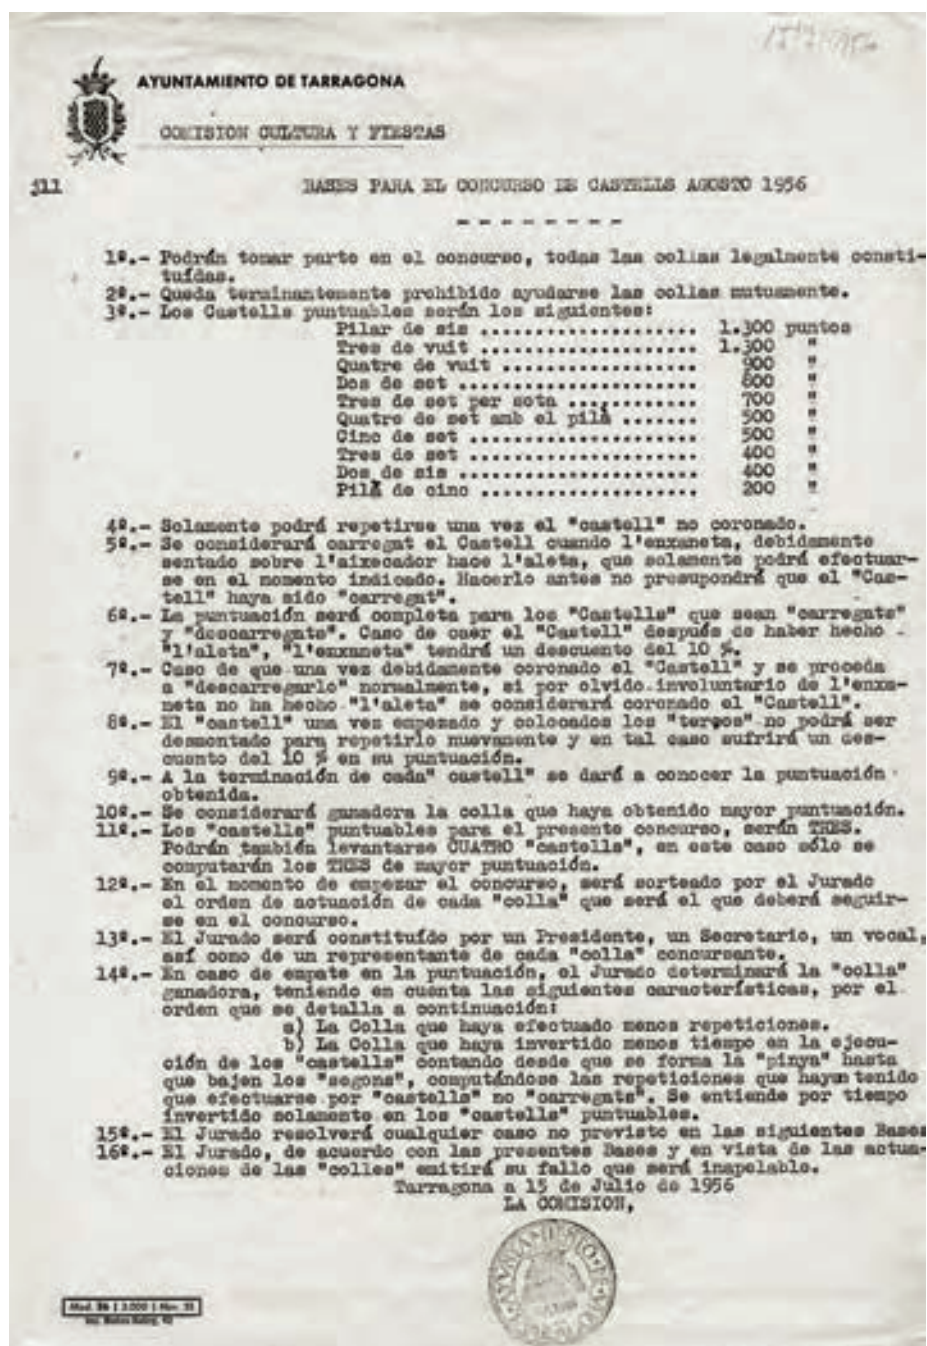 AYUNTAMIENTO DE TARRAGONA
COMISION CULTURA Y FIESTAS
jll
BASES PARA EL CONCURSO DE CASTELLS AGOSTO 1956
- - - - - - - -
1ª.- Podrán tomar parte en el concurso, todas las collas legalmente consti-
tuídas.
2ª.- Queda terminantemente prohibido ayudarse las collas mutuamente.
3ª.- Los Castells puntuables serán los siguientes:
Pilar de sis .................... 1.300 puntos
Tres de vuit .................... 1.300 "
Quatre de vuit .................. 900 "
Dos de set ...................... 800 "
Tres de set per sota ............ 700 "
Quatre de set amb el pilá ....... 500 "
Cinc de set ..................... 500 "
Tres de set ..................... 400 "
Dos de sis ...................... 400 "
Pilá de cinc .................... 200 "
4ª.- Solamente podrá repetirse una vez el "castell" no coronado.
5ª.- Se considerará carregat el Castell cuando l'enxaneta, debidamente
sentado sobre l'aixecador hace l'aleta, que solamente podrá efectuar-
se en el momento indicado. Hacerlo antes no presupondrá que el "Cas-
tell" haya sido "carregat".
6ª.- La puntuación será completa para los "Castells" que sean "carregats"
y "descarregats". Caso de caer el "Castell" después de haber hecho -
"l'aleta", "l'enxaneta" tendrá un descuento del 10 %.
7ª.- Caso de que una vez debidamente coronado el "Castell" y se proceda
a "descarregarlo" normalmente, si por olvido involuntario de l'enxa-
neta no ha hecho "l'aleta" se considerará coronado el "Castell".
8ª.- El "castell" una vez empezado y colocados los "terços" no podrá ser
desmontado para repetirlo nuevamente y en tal caso sufrirá un des-
cuento del 10 % en su puntuación.
9ª.- A la terminación de cada" castell" se dará a conocer la puntuación
obtenida.
10ª.- Se considerará ganadora la colla que haya obtenido mayor puntuación.
11ª.- Los "castells" puntuables para el presente concurso, serán TRES.
Podrán también levantarse CUATRO "castells", en este caso sólo se
computarán los TRES de mayor puntuación.
12ª.- En el momento de empezar el concurso, será sorteado por el Jurado
el orden de actuación de cada "colla" que será el que deberá seguir-
se en el concurso.
13ª.- El Jurado será constituído por un Presidente, un Secretario, un vocal,
así como de un representante de cada "colla" concursante.
14ª.- En caso de empate en la puntuación, el Jurado determinará la "colla"
ganadora, teniendo en cuenta las siguientes características, por el
orden que se detalla a continuación:
a) La Colla que haya efectuado menos repeticiones.
b) La Colla que haya invertido menos tiempo en la ejecu-
ción de los "castells" contando desde que se forma la "pinya" hasta
que bajen los "segons", computándose las repeticiones que hayan tenido
que efectuarse por "castells" no "carregats". Se entiende por tiempo
invertido solamente en los "castells" puntuables.
15ª.- El Jurado resolverá cualquier caso no previsto en las siguientes Bases
16ª.- El Jurado, de acuerdo con las presentes Bases y en vista de las actua-
ciones de las "colles" emitirá su fallo que será inapelable.
Tarragona a 15 de Julio de 1956
LA COMISION,